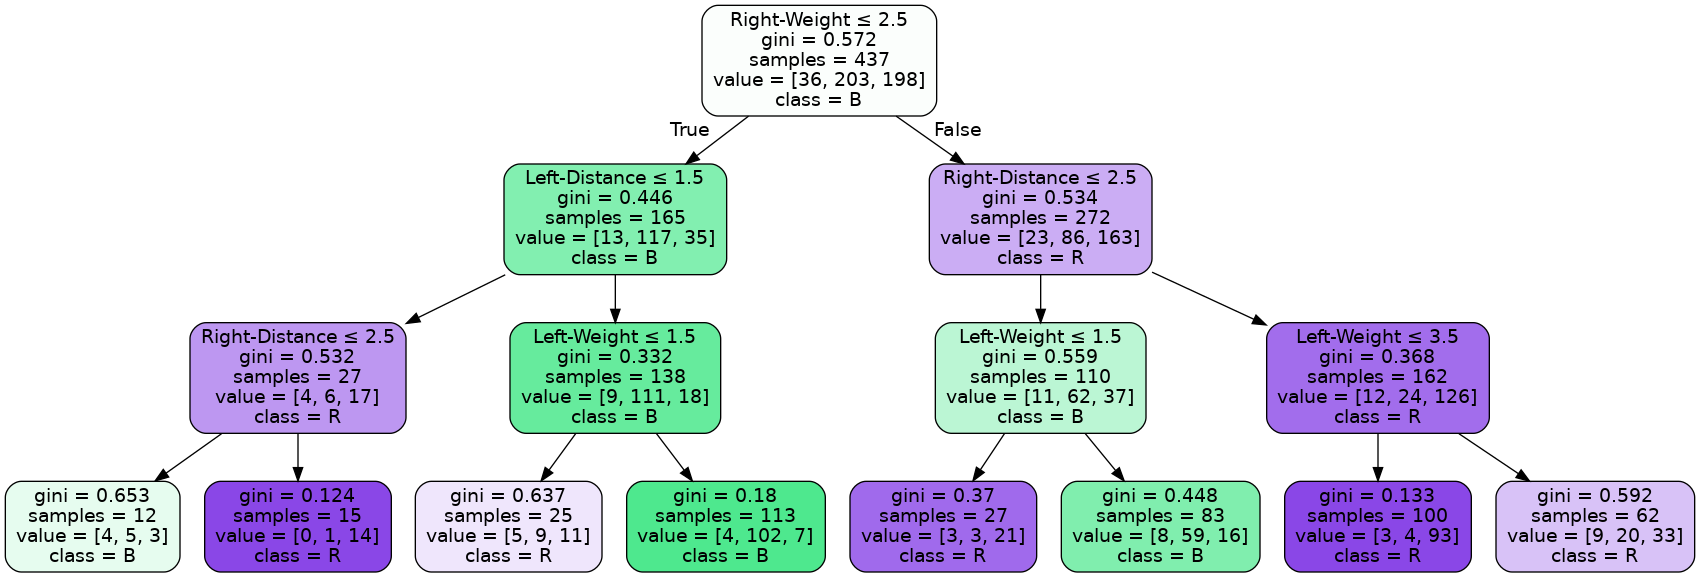 Right-Weight ≤ 2.5
gini = 0.572
samples = 437
value = [36, 203, 198]
class = B
True
False
Left-Distance ≤ 1.5
gini = 0.446
samples = 165
value = [13, 117, 35]
class = B
Right-Distance ≤ 2.5
gini = 0.534
samples = 272
value = [23, 86, 163]
class = R
Right-Distance ≤ 2.5
gini = 0.532
samples = 27
value = [4, 6, 17]
class = R
Left-Weight ≤ 1.5
gini = 0.332
samples = 138
value = [9, 111, 18]
class = B
Left-Weight ≤ 1.5
gini = 0.559
samples = 110
value = [11, 62, 37]
class = B
Left-Weight ≤ 3.5
gini = 0.368
samples = 162
value = [12, 24, 126]
class = R
gini = 0.653
samples = 12
value = [4, 5, 3]
class = B
gini = 0.124
samples = 15
value = [0, 1, 14]
class = R
gini = 0.637
samples = 25
value = [5, 9, 11]
class = R
gini = 0.18
samples = 113
value = [4, 102, 7]
class = B
gini = 0.37
samples = 27
value = [3, 3, 21]
class = R
gini = 0.448
samples = 83
value = [8, 59, 16]
class = B
gini = 0.133
samples = 100
value = [3, 4, 93]
class = R
gini = 0.592
samples = 62
value = [9, 20, 33]
class = R